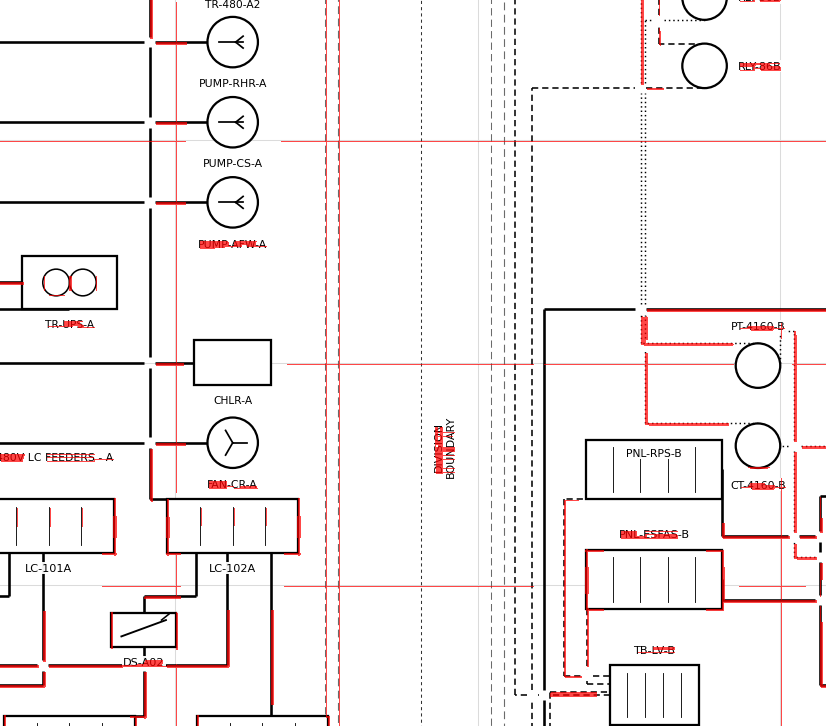 TR-480-A2
RLY-86B
PUMP-RHR-A
PUMP-CS-A
PUMP-AFW-A
TR-UPS-A
PT-4160-B
CHLR-A
DIVISION
BOUNDARY
PNL-RPS-B
480V LC FEEDERS - A
FAN-CR-A
CT-4160-B
PNL-ESFAS-B
LC-101A
LC-102A
TB-LV-B
DS-A02